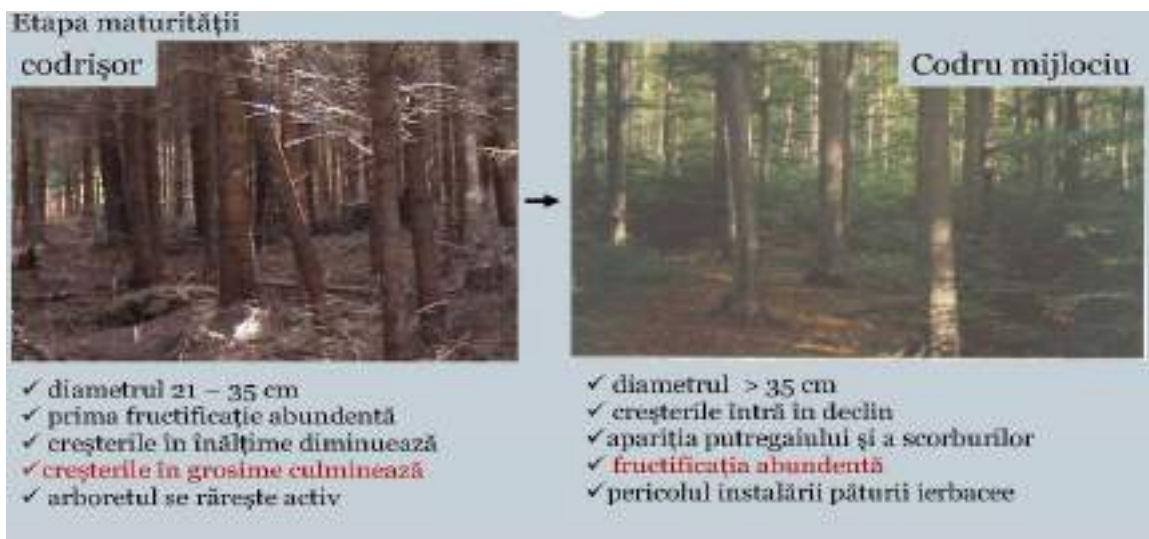 Etapa maturității
codrișor
Codru mijlociu
✓ diametrul 21 – 35 cm
✓ prima fructificație abundentă
✓ creșterile în înălțime diminuează
✓ creșterile în grosime culminează
✓ arboretul se rărește activ
✓ diametrul > 35 cm
✓ creșterile întră în declin
✓ apariția putregaiului și a scorburilor
✓ fructificația abundentă
✓ pericolul instalării păturii ierbacee